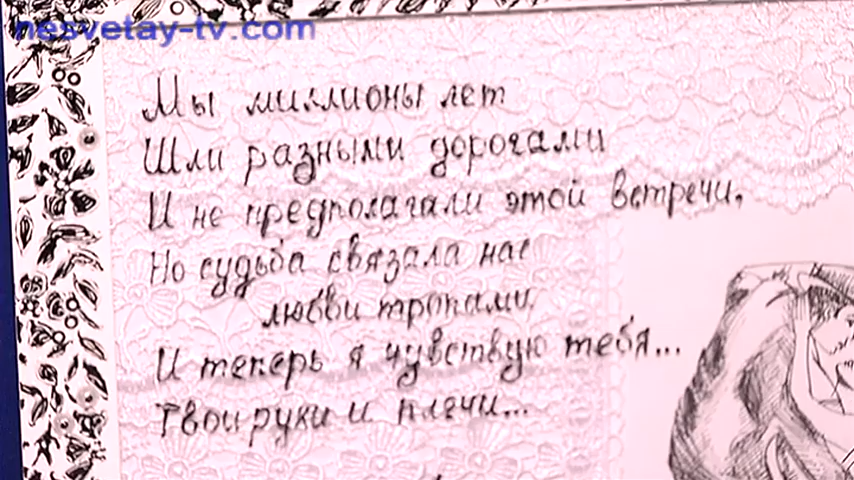 nesvetay-tv.com
Мы миллионы лет
Шли разными дорогами
И не предполагали этой встречи,
Но судьба связала нас
любви тропами.
И теперь я чувствую тебя...
Твои руки и плечи...